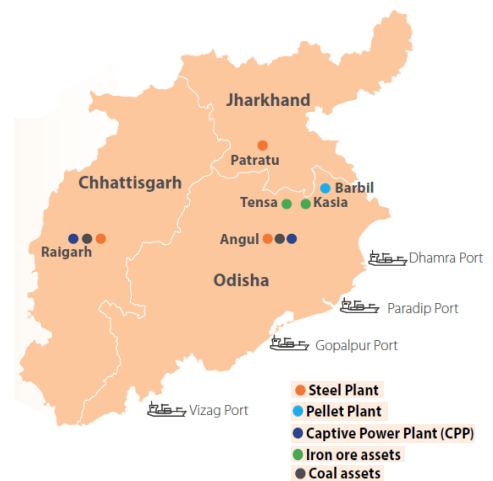 Jharkhand
Patratu
Chhattisgarh
Barbil
Tensa
Kasia
Raigarh
Angul
Odisha
Dhamra Port
Paradip Port
Gopalpur Port
Vizag Port
Steel Plant
Pellet Plant
Captive Power Plant (CPP)
Iron ore assets
Coal assets